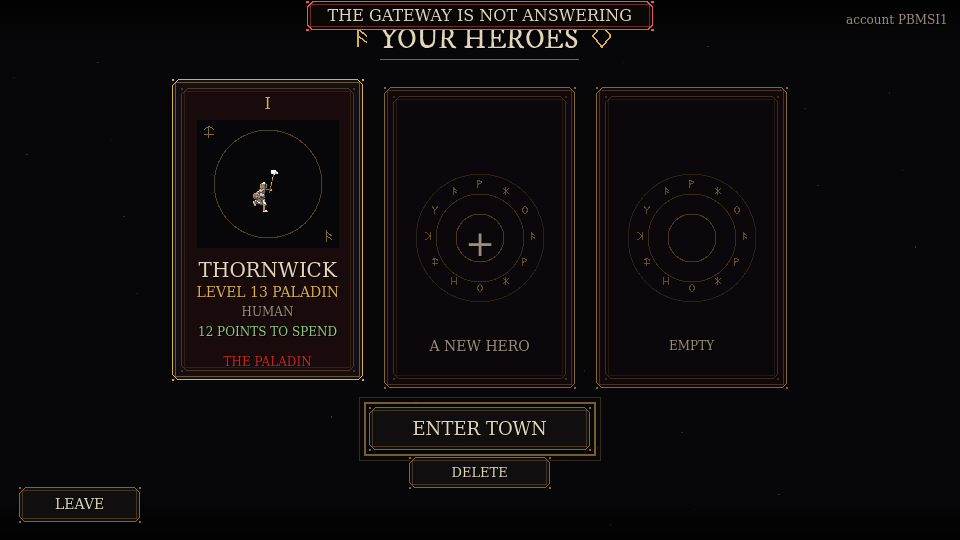 THE GATEWAY IS NOT ANSWERING
account PBMSI1
YOUR HEROES
I
THORNWICK
LEVEL 13 PALADIN
HUMAN
12 POINTS TO SPEND
THE PALADIN
A NEW HERO
EMPTY
ENTER TOWN
DELETE
LEAVE